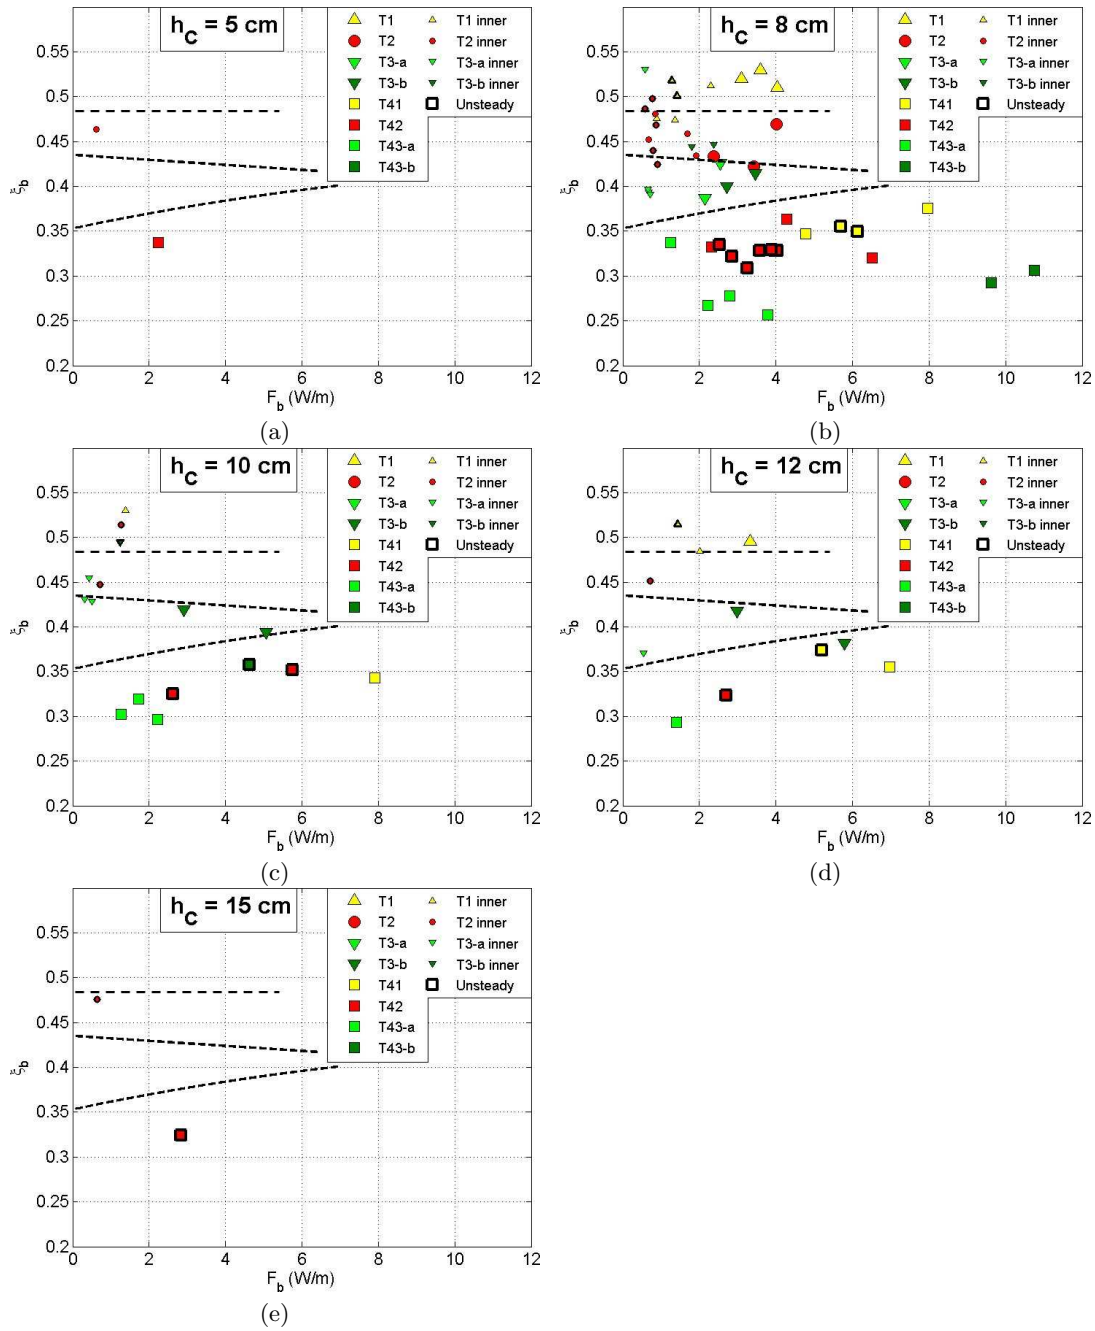 h_C = 5 cm
T1
T2
T3-a
T3-b
T41
T42
T43-a
T43-b
T1 inner
T2 inner
T3-a inner
T3-b inner
Unsteady
0.55
0.5
0.45
0.4
0.35
0.3
0.25
0.2
ξ_b
0 2 4 6 8 10 12
F_b (W/m)
(a)
h_C = 8 cm
T1
T2
T3-a
T3-b
T41
T42
T43-a
T43-b
T1 inner
T2 inner
T3-a inner
T3-b inner
Unsteady
0.55
0.5
0.45
0.4
0.35
0.3
0.25
0.2
ξ_b
0 2 4 6 8 10 12
F_b (W/m)
(b)
h_C = 10 cm
T1
T2
T3-a
T3-b
T41
T42
T43-a
T43-b
T1 inner
T2 inner
T3-a inner
T3-b inner
Unsteady
0.55
0.5
0.45
0.4
0.35
0.3
0.25
0.2
ξ_b
0 2 4 6 8 10 12
F_b (W/m)
(c)
h_C = 12 cm
T1
T2
T3-a
T3-b
T41
T42
T43-a
T43-b
T1 inner
T2 inner
T3-a inner
T3-b inner
Unsteady
0.55
0.5
0.45
0.4
0.35
0.3
0.25
0.2
ξ_b
0 2 4 6 8 10 12
F_b (W/m)
(d)
h_C = 15 cm
T1
T2
T3-a
T3-b
T41
T42
T43-a
T43-b
T1 inner
T2 inner
T3-a inner
T3-b inner
Unsteady
0.55
0.5
0.45
0.4
0.35
0.3
0.25
0.2
ξ_b
0 2 4 6 8 10 12
F_b (W/m)
(e)